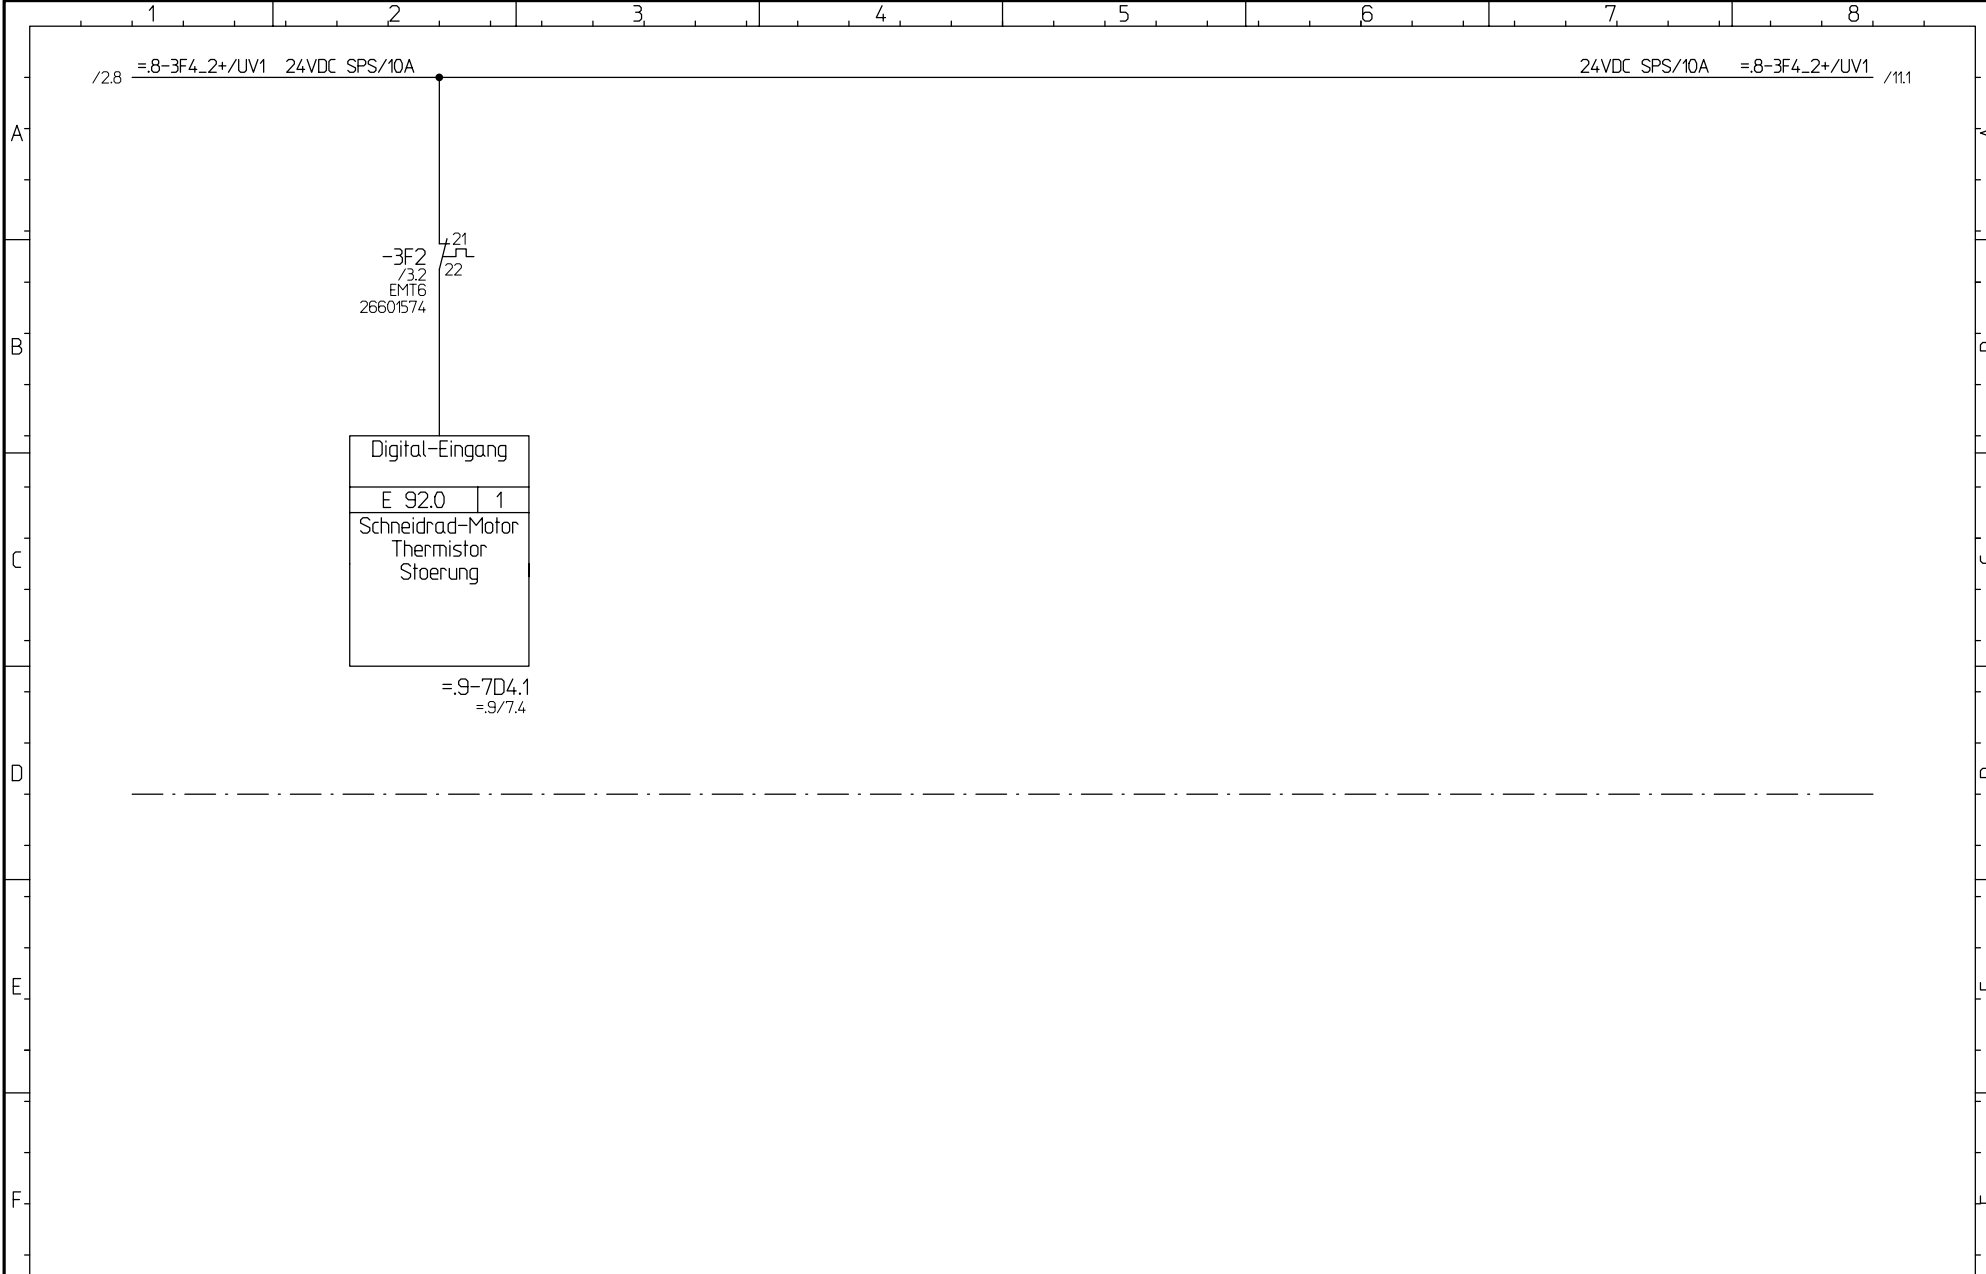 1 2 3 4 5 6 7 8
/2.8 =.8-3F4_2+/UV1 24VDC SPS/10A 24VDC SPS/10A =.8-3F4_2+/UV1 /11.1
A
21
-3F2
/3.2 22
EMT6
26601574
B
Digital-Eingang
E 92.0 1
Schneidrad-Motor
Thermistor
C
Stoerung
=.9-7D4.1
=.9/7.4
D
E
F